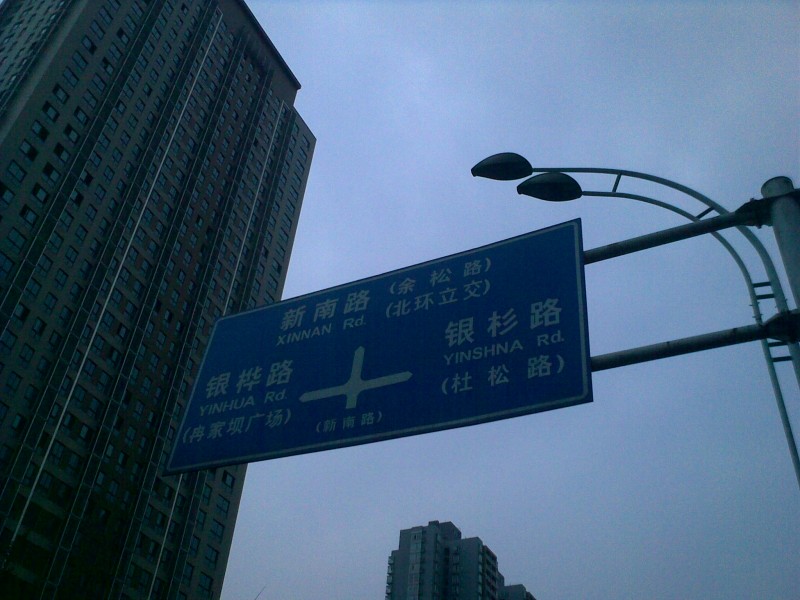 新南路 (余松路)
XINNAN Rd. (北环立交)
银桦路
YINHUA Rd.
(冉家坝广场)
银杉路
YINSHNA Rd.
(杜松路)
(新南路)